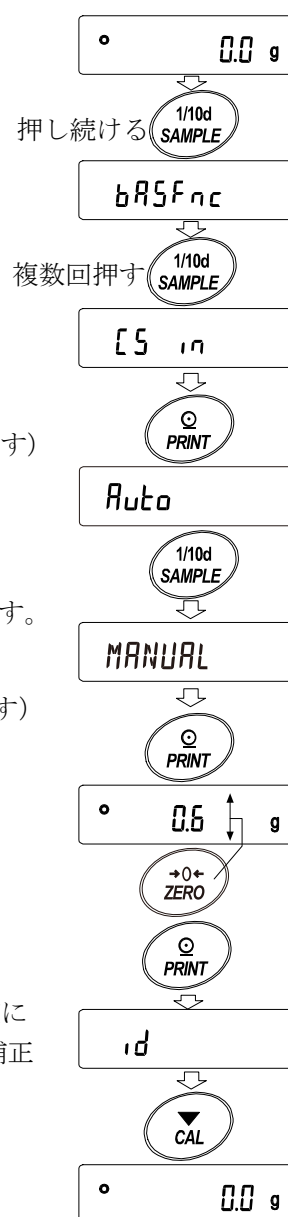 0.0 g
押し続ける
1/10d
SAMPLE
bASFnc
複数回押す
1/10d
SAMPLE
CS in
PRINT
す）
Auto
1/10d
SAMPLE
す。
MANUAL
す）
PRINT
0.6 g
→0←
ZERO
PRINT
に
id
補正
CAL
0.0 g